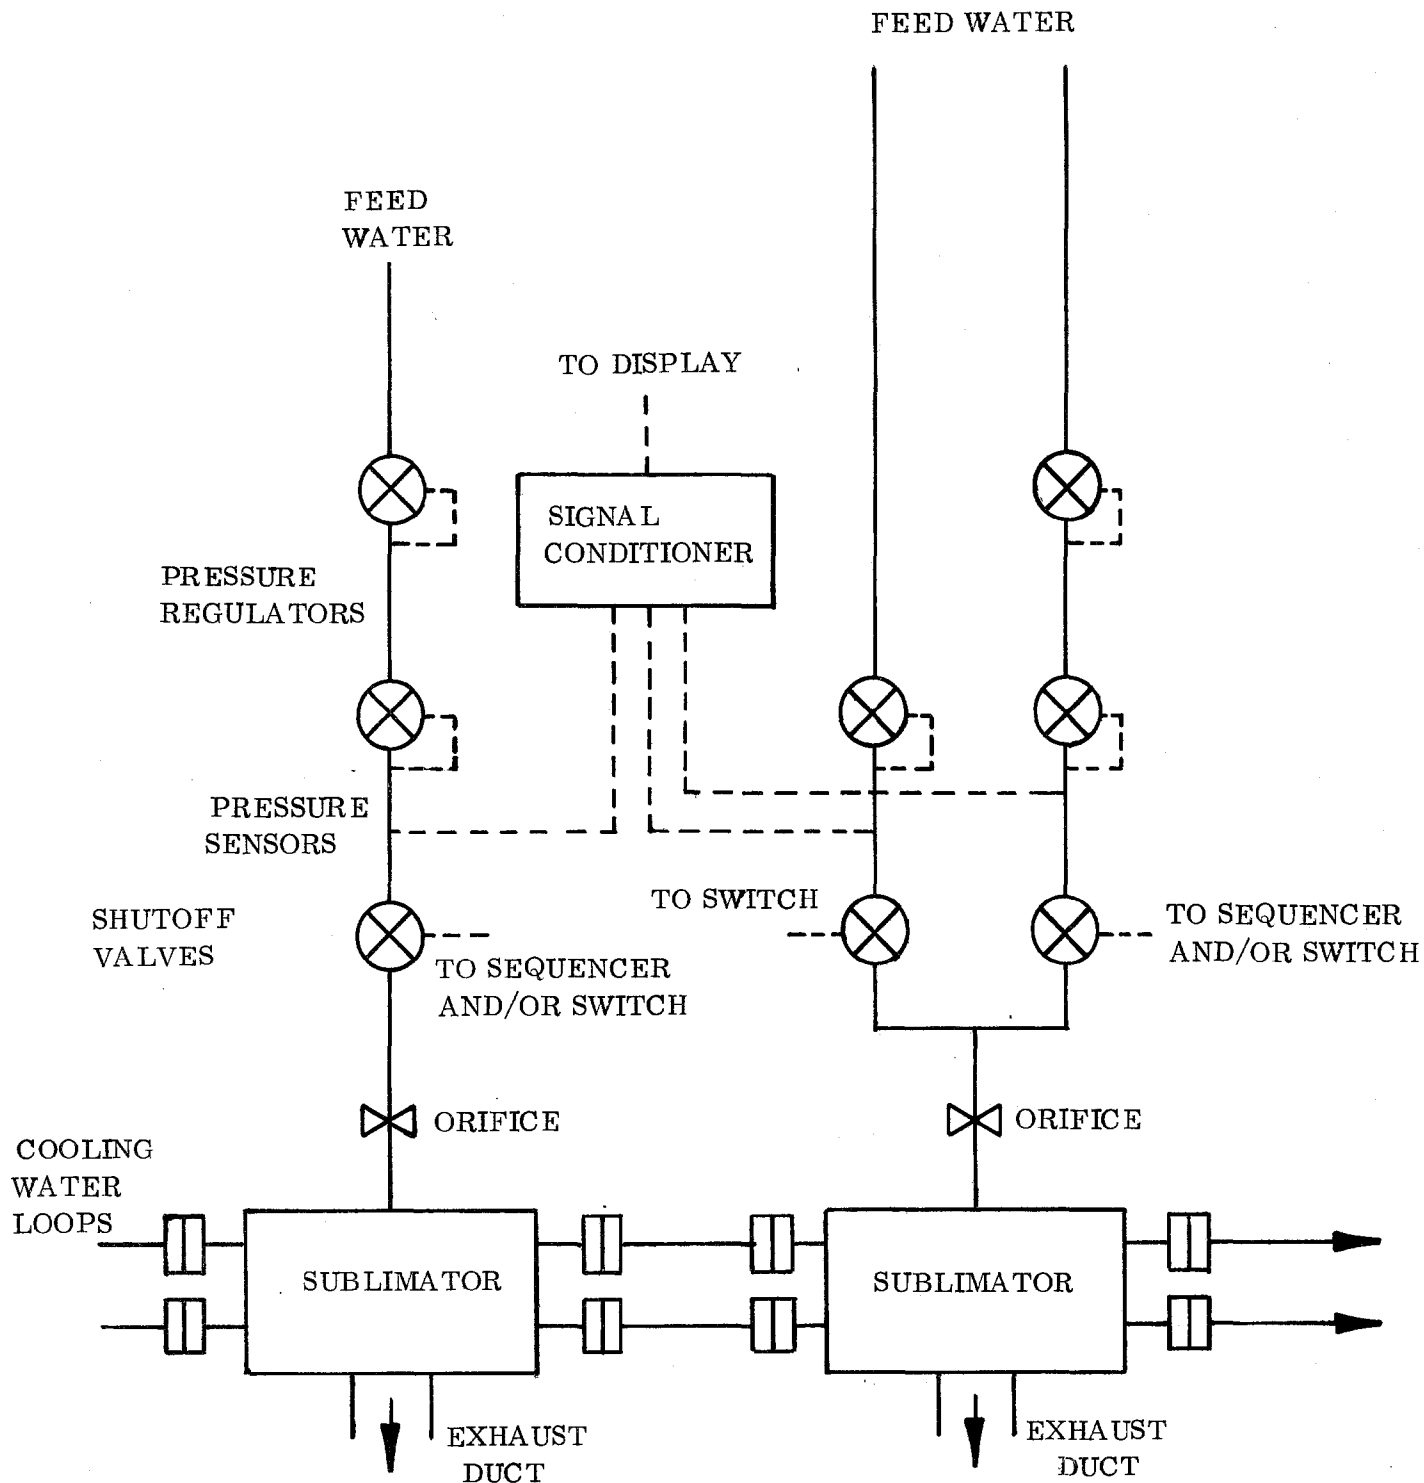 FEED WATER
FEED
WATER
TO DISPLAY
SIGNAL
CONDITIONER
PRESSURE
REGULATORS
PRESSURE
SENSORS
SHUTOFF
VALVES
TO SWITCH
TO SEQUENCER
AND/OR SWITCH
TO SEQUENCER
AND/OR SWITCH
ORIFICE
ORIFICE
COOLING
WATER
LOOPS
SUBLIMATOR
SUBLIMATOR
EXHAUST
DUCT
EXHAUST
DUCT